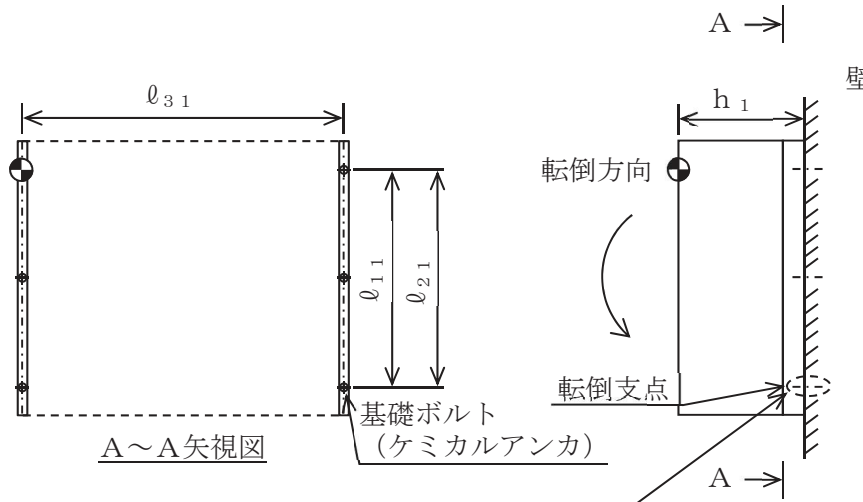 A
壁
ℓ₃₁
h₁
転倒方向
ℓ₁₁
ℓ₂₁
転倒支点
基礎ボルト
(ケミカルアンカ)
A~A矢視図
A